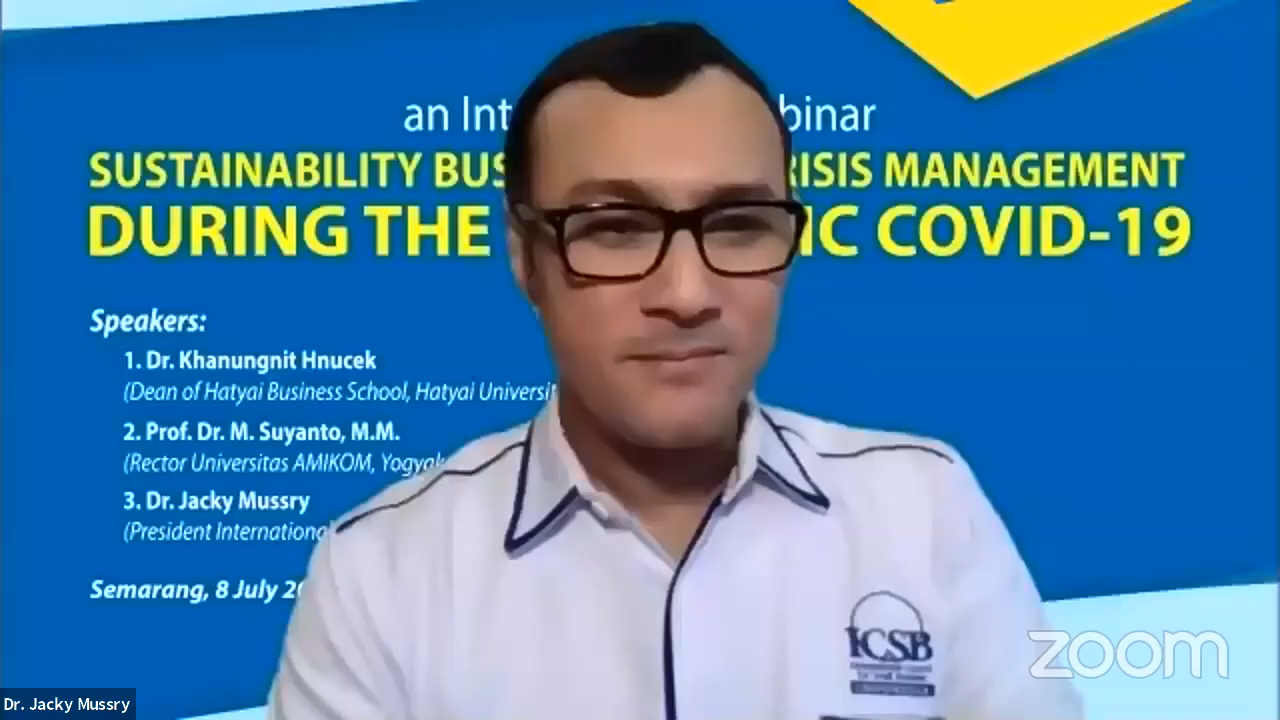 an Int binar
SUSTAINABILITY BUS RISIS MANAGEMENT
DURING THE IC COVID-19
Speakers:
1. Dr. Khanungnit Hnucek
(Dean of Hatyai Business School, Hatyai Universit
2. Prof. Dr. M. Suyanto, M.M.
(Rector Universitas AMIKOM, Yogyak
3. Dr. Jacky Mussry
(President Internationa
Semarang, 8 July 20
ICSB
zoom
Dr. Jacky Mussry